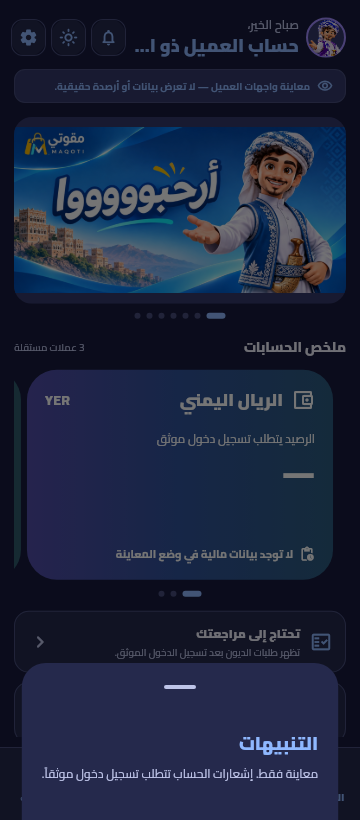 صباح الخير،
حساب العميل ذو ا...
معاينة واجهات العميل — لا تعرض بيانات أو أرصدة حقيقية.
مقوتي
MAQOTI
أرحبوووووا
ملخص الحسابات
3 عملات مستقلة
الريال اليمني
YER
الرصيد يتطلب تسجيل دخول موثق
لا توجد بيانات مالية في وضع المعاينة
تحتاج إلى مراجعتك
تظهر طلبات الديون بعد تسجيل الدخول الموثق.
التنبيهات
معاينة فقط. إشعارات الحساب تتطلب تسجيل دخول موثقاً.